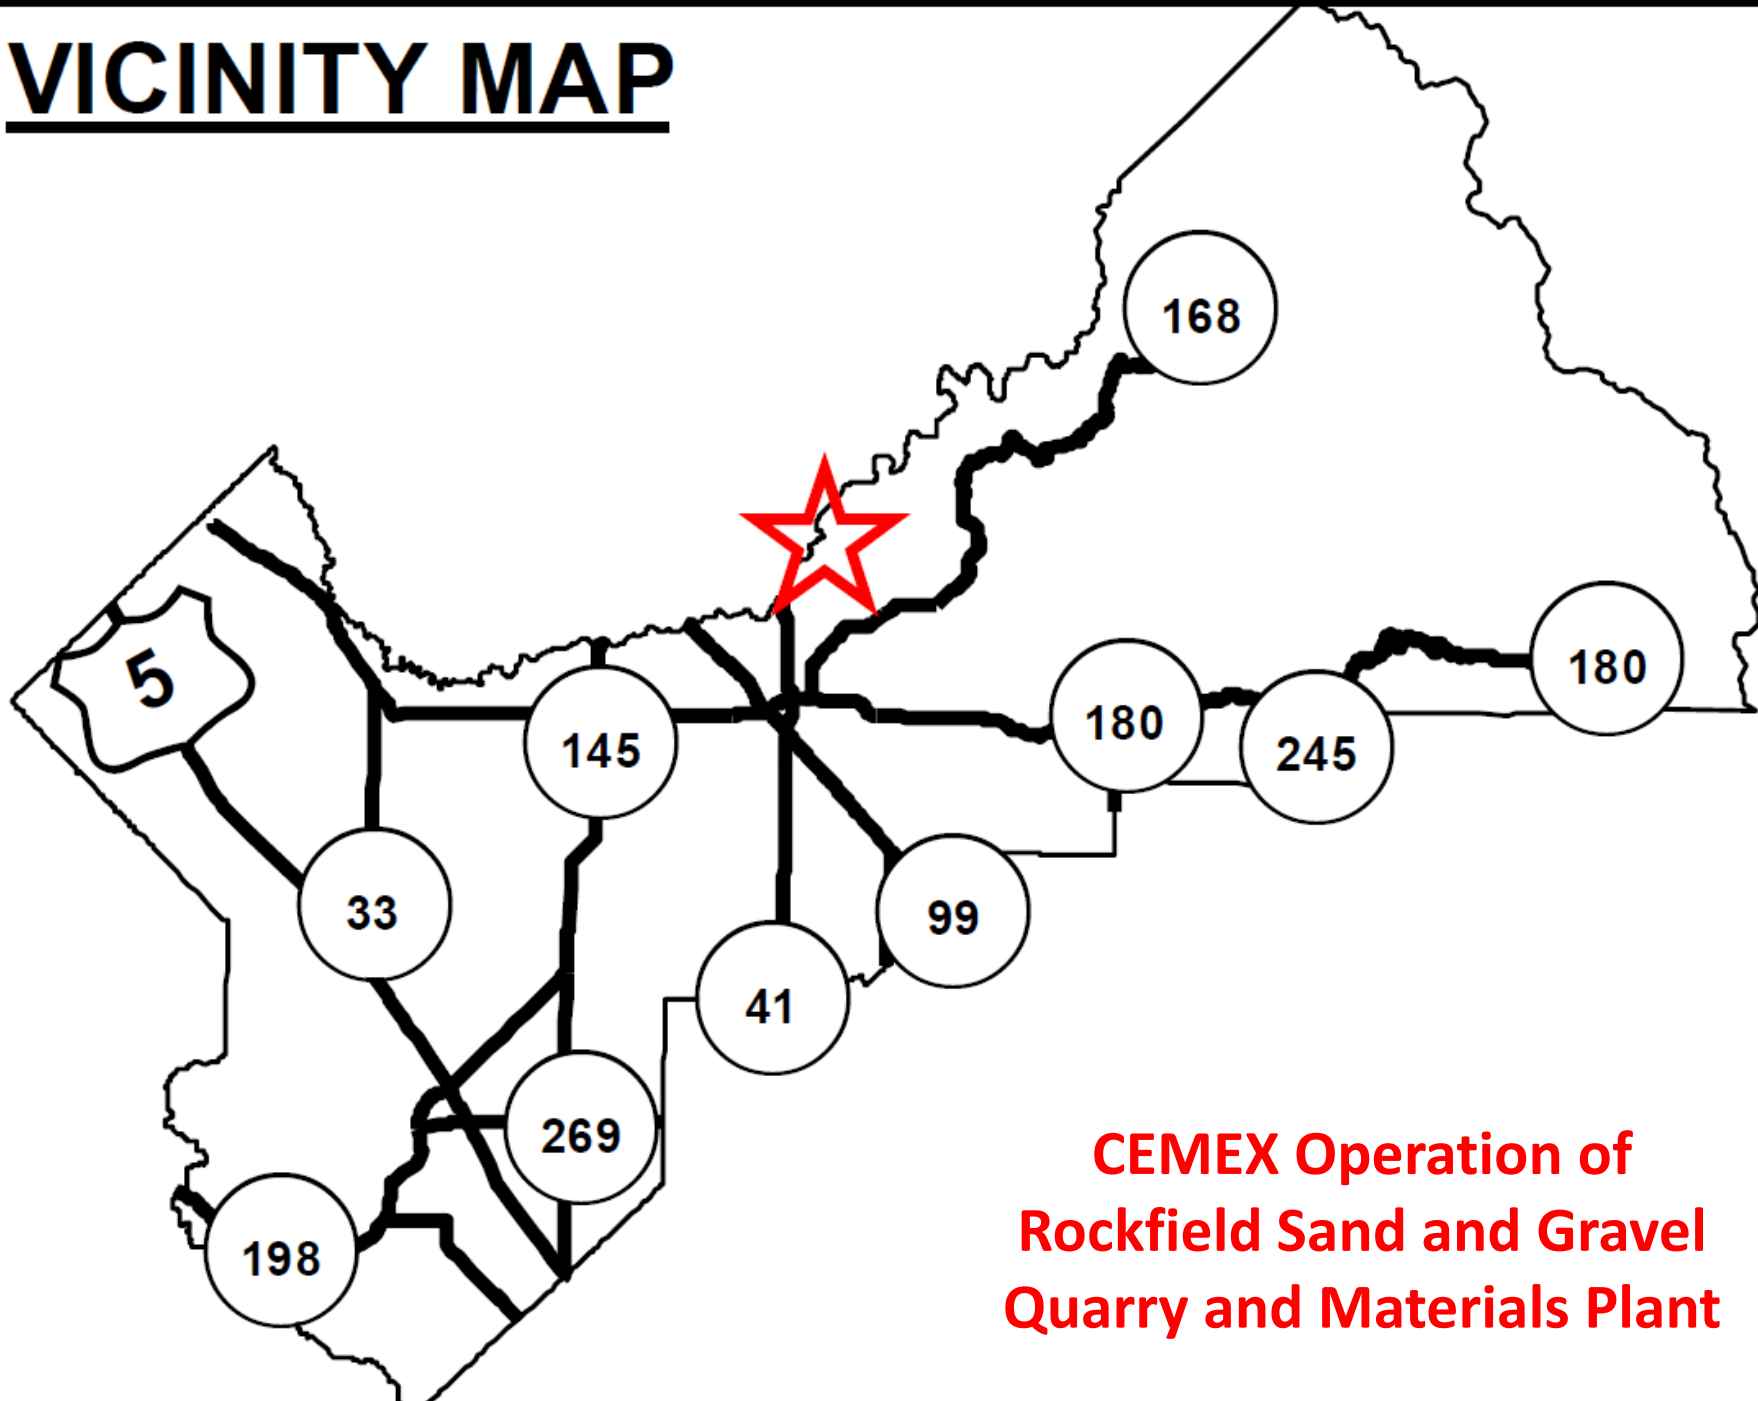 VICINITY MAP
168
5
180
180
145
245
33
99
41
269
198
CEMEX Operation of
Rockfield Sand and Gravel
Quarry and Materials Plant